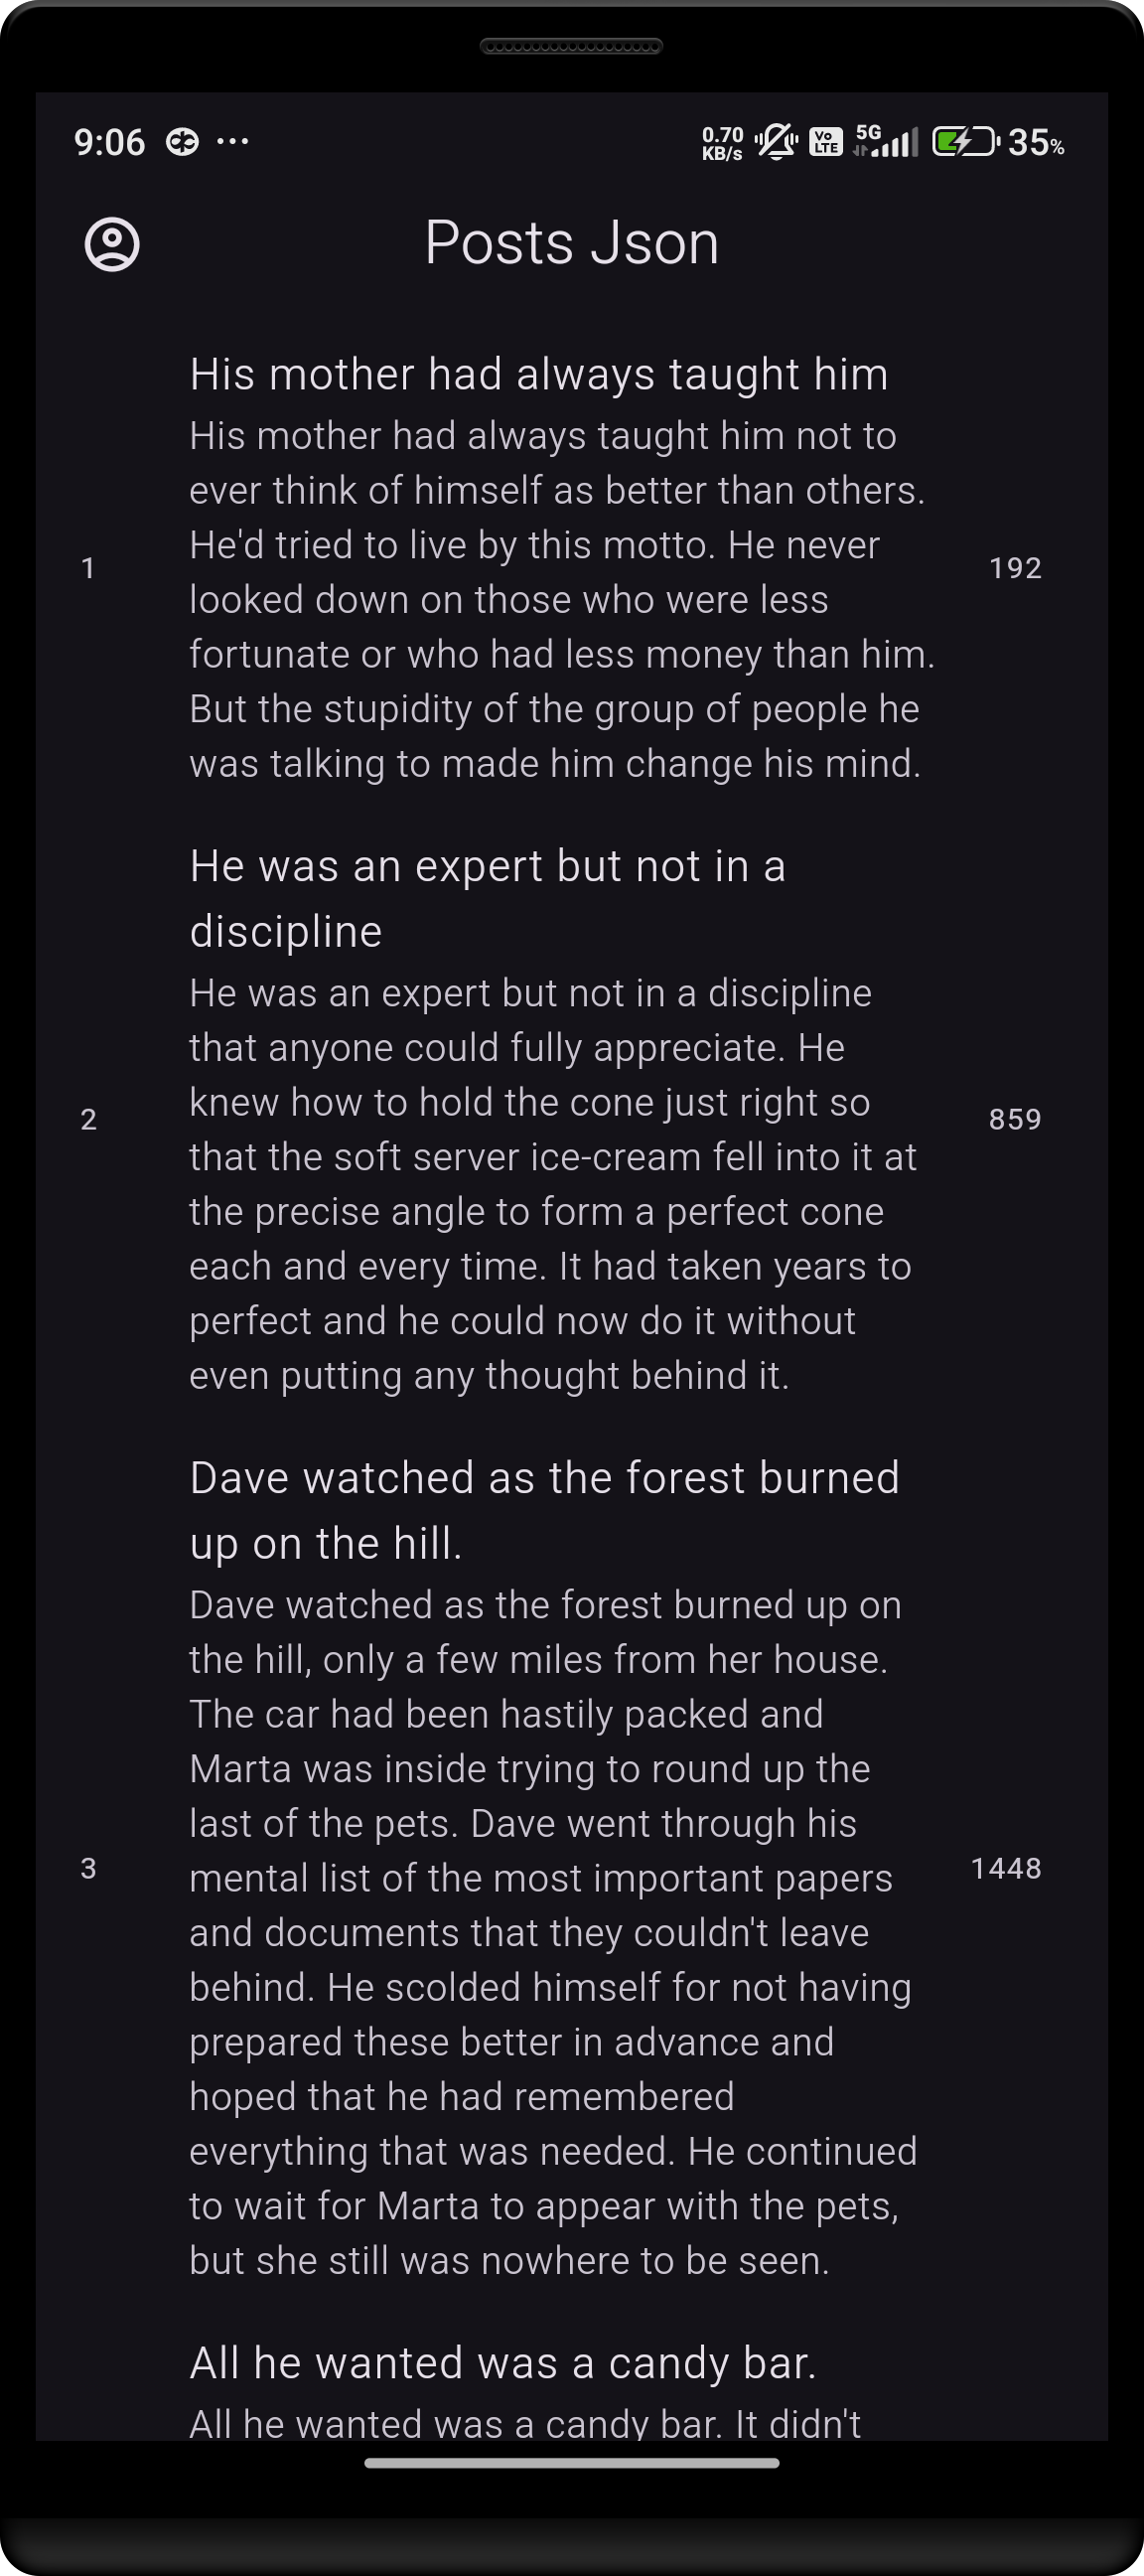 9:06 ... 0.70 KB/s Vo LTE 5G 35%
Posts Json
His mother had always taught him
His mother had always taught him not to
ever think of himself as better than others.
He'd tried to live by this motto. He never
1 192
looked down on those who were less
fortunate or who had less money than him.
But the stupidity of the group of people he
was talking to made him change his mind.
He was an expert but not in a
discipline
He was an expert but not in a discipline
that anyone could fully appreciate. He
knew how to hold the cone just right so
2 859
that the soft server ice-cream fell into it at
the precise angle to form a perfect cone
each and every time. It had taken years to
perfect and he could now do it without
even putting any thought behind it.
Dave watched as the forest burned
up on the hill.
Dave watched as the forest burned up on
the hill, only a few miles from her house.
The car had been hastily packed and
Marta was inside trying to round up the
last of the pets. Dave went through his
3 1448
mental list of the most important papers
and documents that they couldn't leave
behind. He scolded himself for not having
prepared these better in advance and
hoped that he had remembered
everything that was needed. He continued
to wait for Marta to appear with the pets,
but she still was nowhere to be seen.
All he wanted was a candy bar.
All he wanted was a candy bar. It didn't